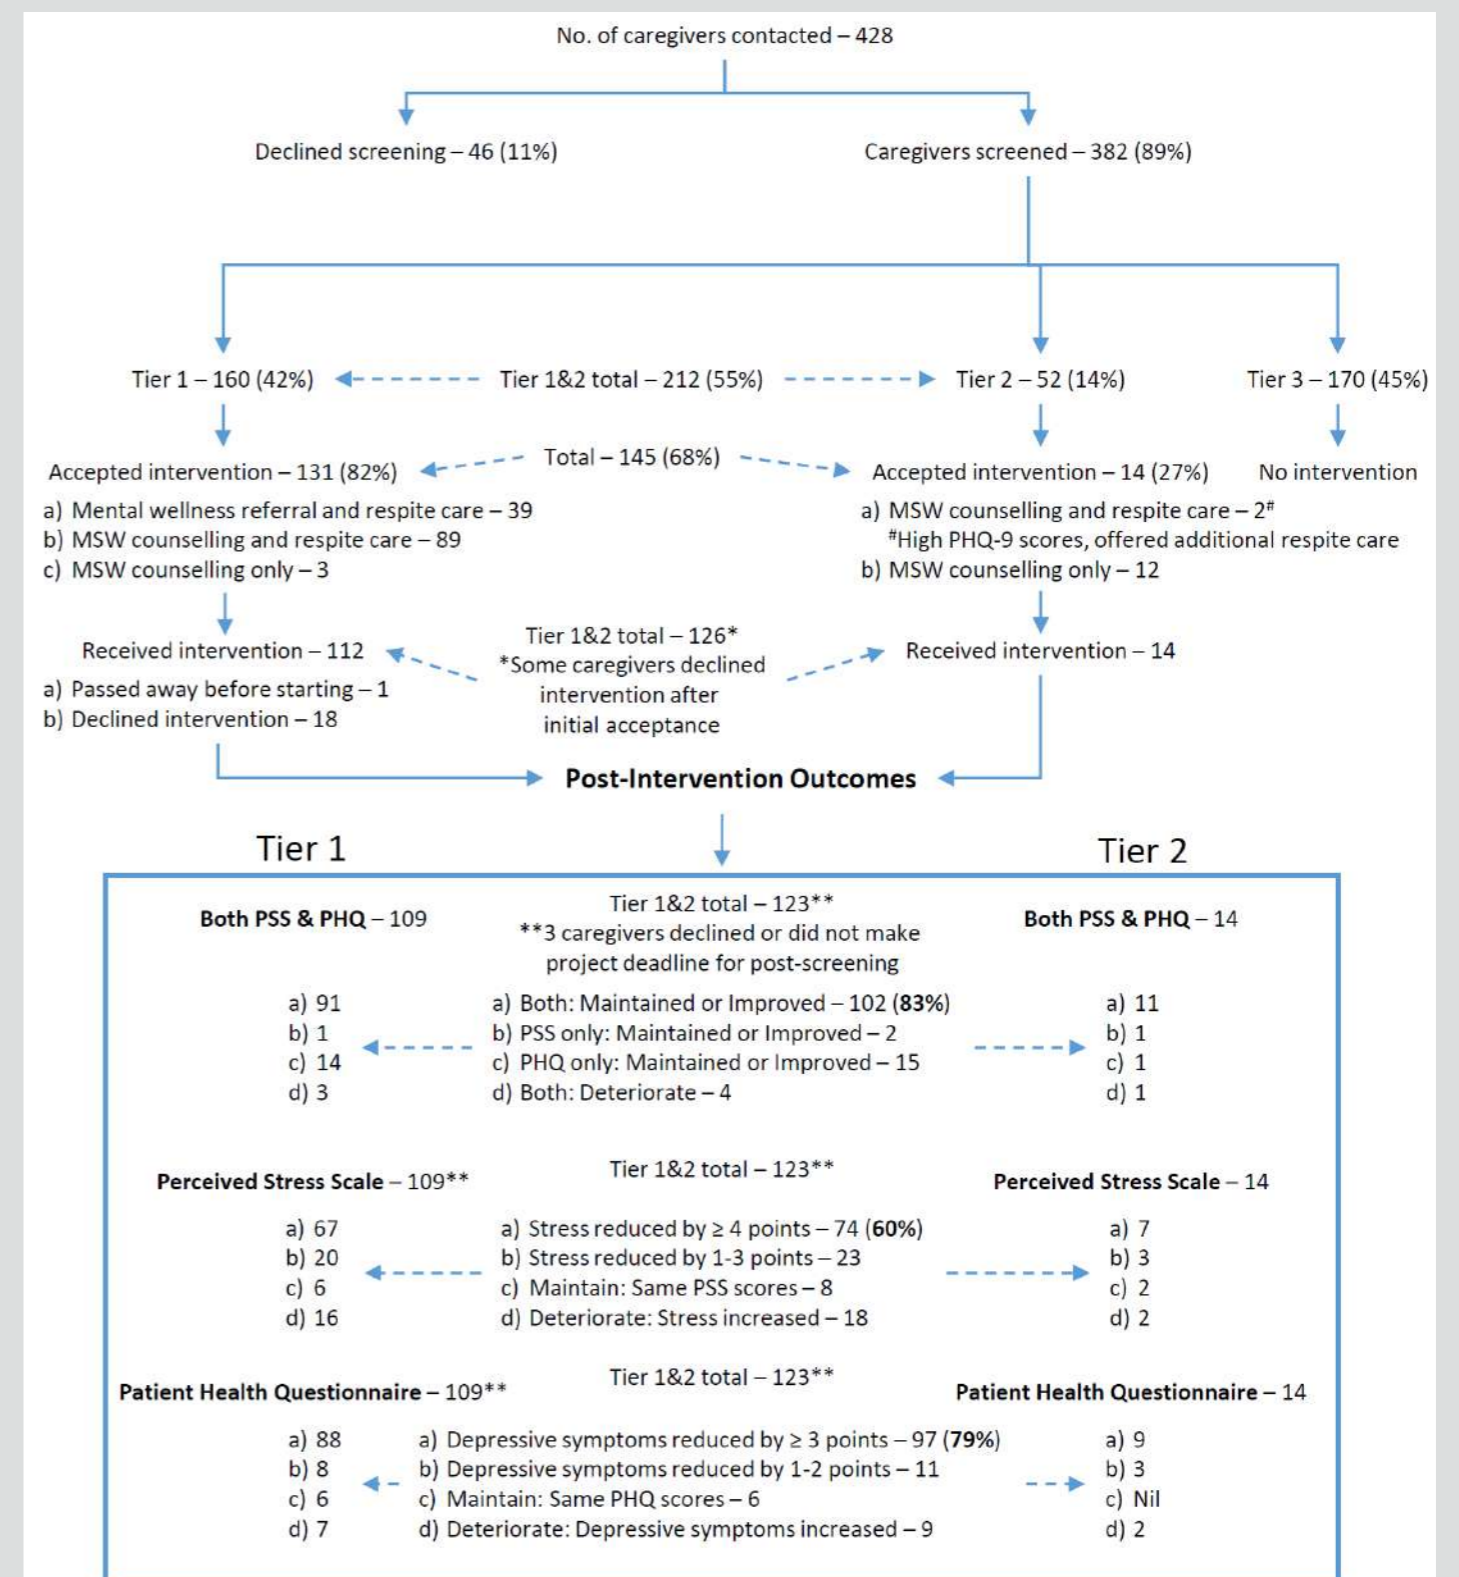 No. of caregivers contacted – 428
Declined screening – 46 (11%)
Caregivers screened – 382 (89%)
Tier 1 – 160 (42%)
Tier 1&2 total – 212 (55%)
Tier 2 – 52 (14%)
Tier 3 – 170 (45%)
Accepted intervention – 131 (82%)
a) Mental wellness referral and respite care – 39
b) MSW counselling and respite care – 89
c) MSW counselling only – 3
Total – 145 (68%)
Accepted intervention – 14 (27%)
a) MSW counselling and respite care – 2#
#High PHQ-9 scores, offered additional respite care
b) MSW counselling only – 12
No intervention
Received intervention – 112
a) Passed away before starting – 1
b) Declined intervention – 18
Tier 1&2 total – 126*
*Some caregivers declined
intervention after
initial acceptance
Received intervention – 14
Post-Intervention Outcomes
Tier 1
Tier 2
Both PSS & PHQ – 109
a) 91
b) 1
c) 14
d) 3
Tier 1&2 total – 123**
**3 caregivers declined or did not make
project deadline for post-screening
a) Both: Maintained or Improved – 102 (83%)
b) PSS only: Maintained or Improved – 2
c) PHQ only: Maintained or Improved – 15
d) Both: Deteriorate – 4
Both PSS & PHQ – 14
a) 11
b) 1
c) 1
d) 1
Perceived Stress Scale – 109**
a) 67
b) 20
c) 6
d) 16
Tier 1&2 total – 123**
a) Stress reduced by ≥ 4 points – 74 (60%)
b) Stress reduced by 1-3 points – 23
c) Maintain: Same PSS scores – 8
d) Deteriorate: Stress increased – 18
Perceived Stress Scale – 14
a) 7
b) 3
c) 2
d) 2
Patient Health Questionnaire – 109**
a) 88
b) 8
c) 6
d) 7
Tier 1&2 total – 123**
a) Depressive symptoms reduced by ≥ 3 points – 97 (79%)
b) Depressive symptoms reduced by 1-2 points – 11
c) Maintain: Same PHQ scores – 6
d) Deteriorate: Depressive symptoms increased – 9
Patient Health Questionnaire – 14
a) 9
b) 3
c) Nil
d) 2